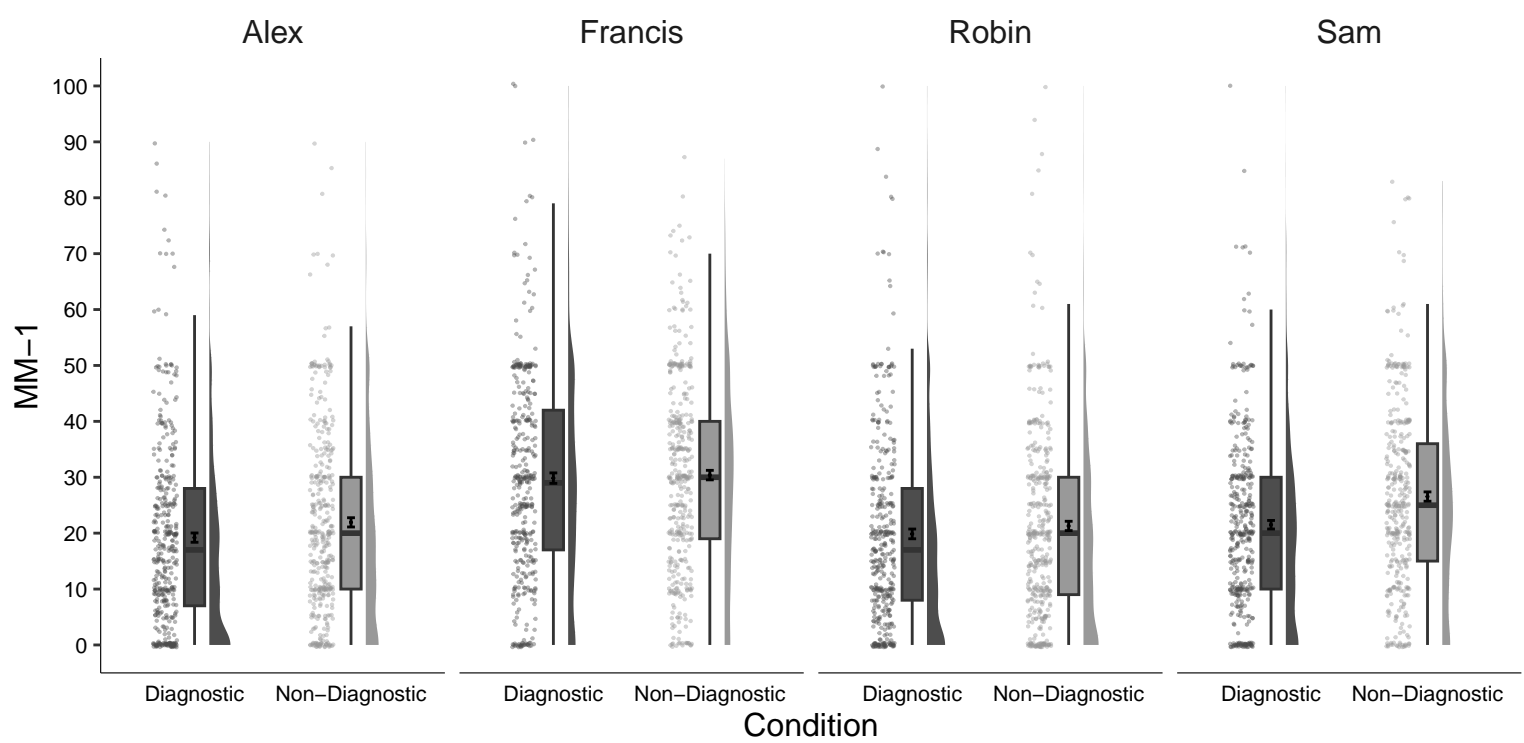 Alex Francis Robin Sam
MM−1
100
90
80
70
60
50
40
30
20
10
0
Diagnostic Non−Diagnostic Diagnostic Non−Diagnostic Diagnostic Non−Diagnostic Diagnostic Non−Diagnostic
Condition